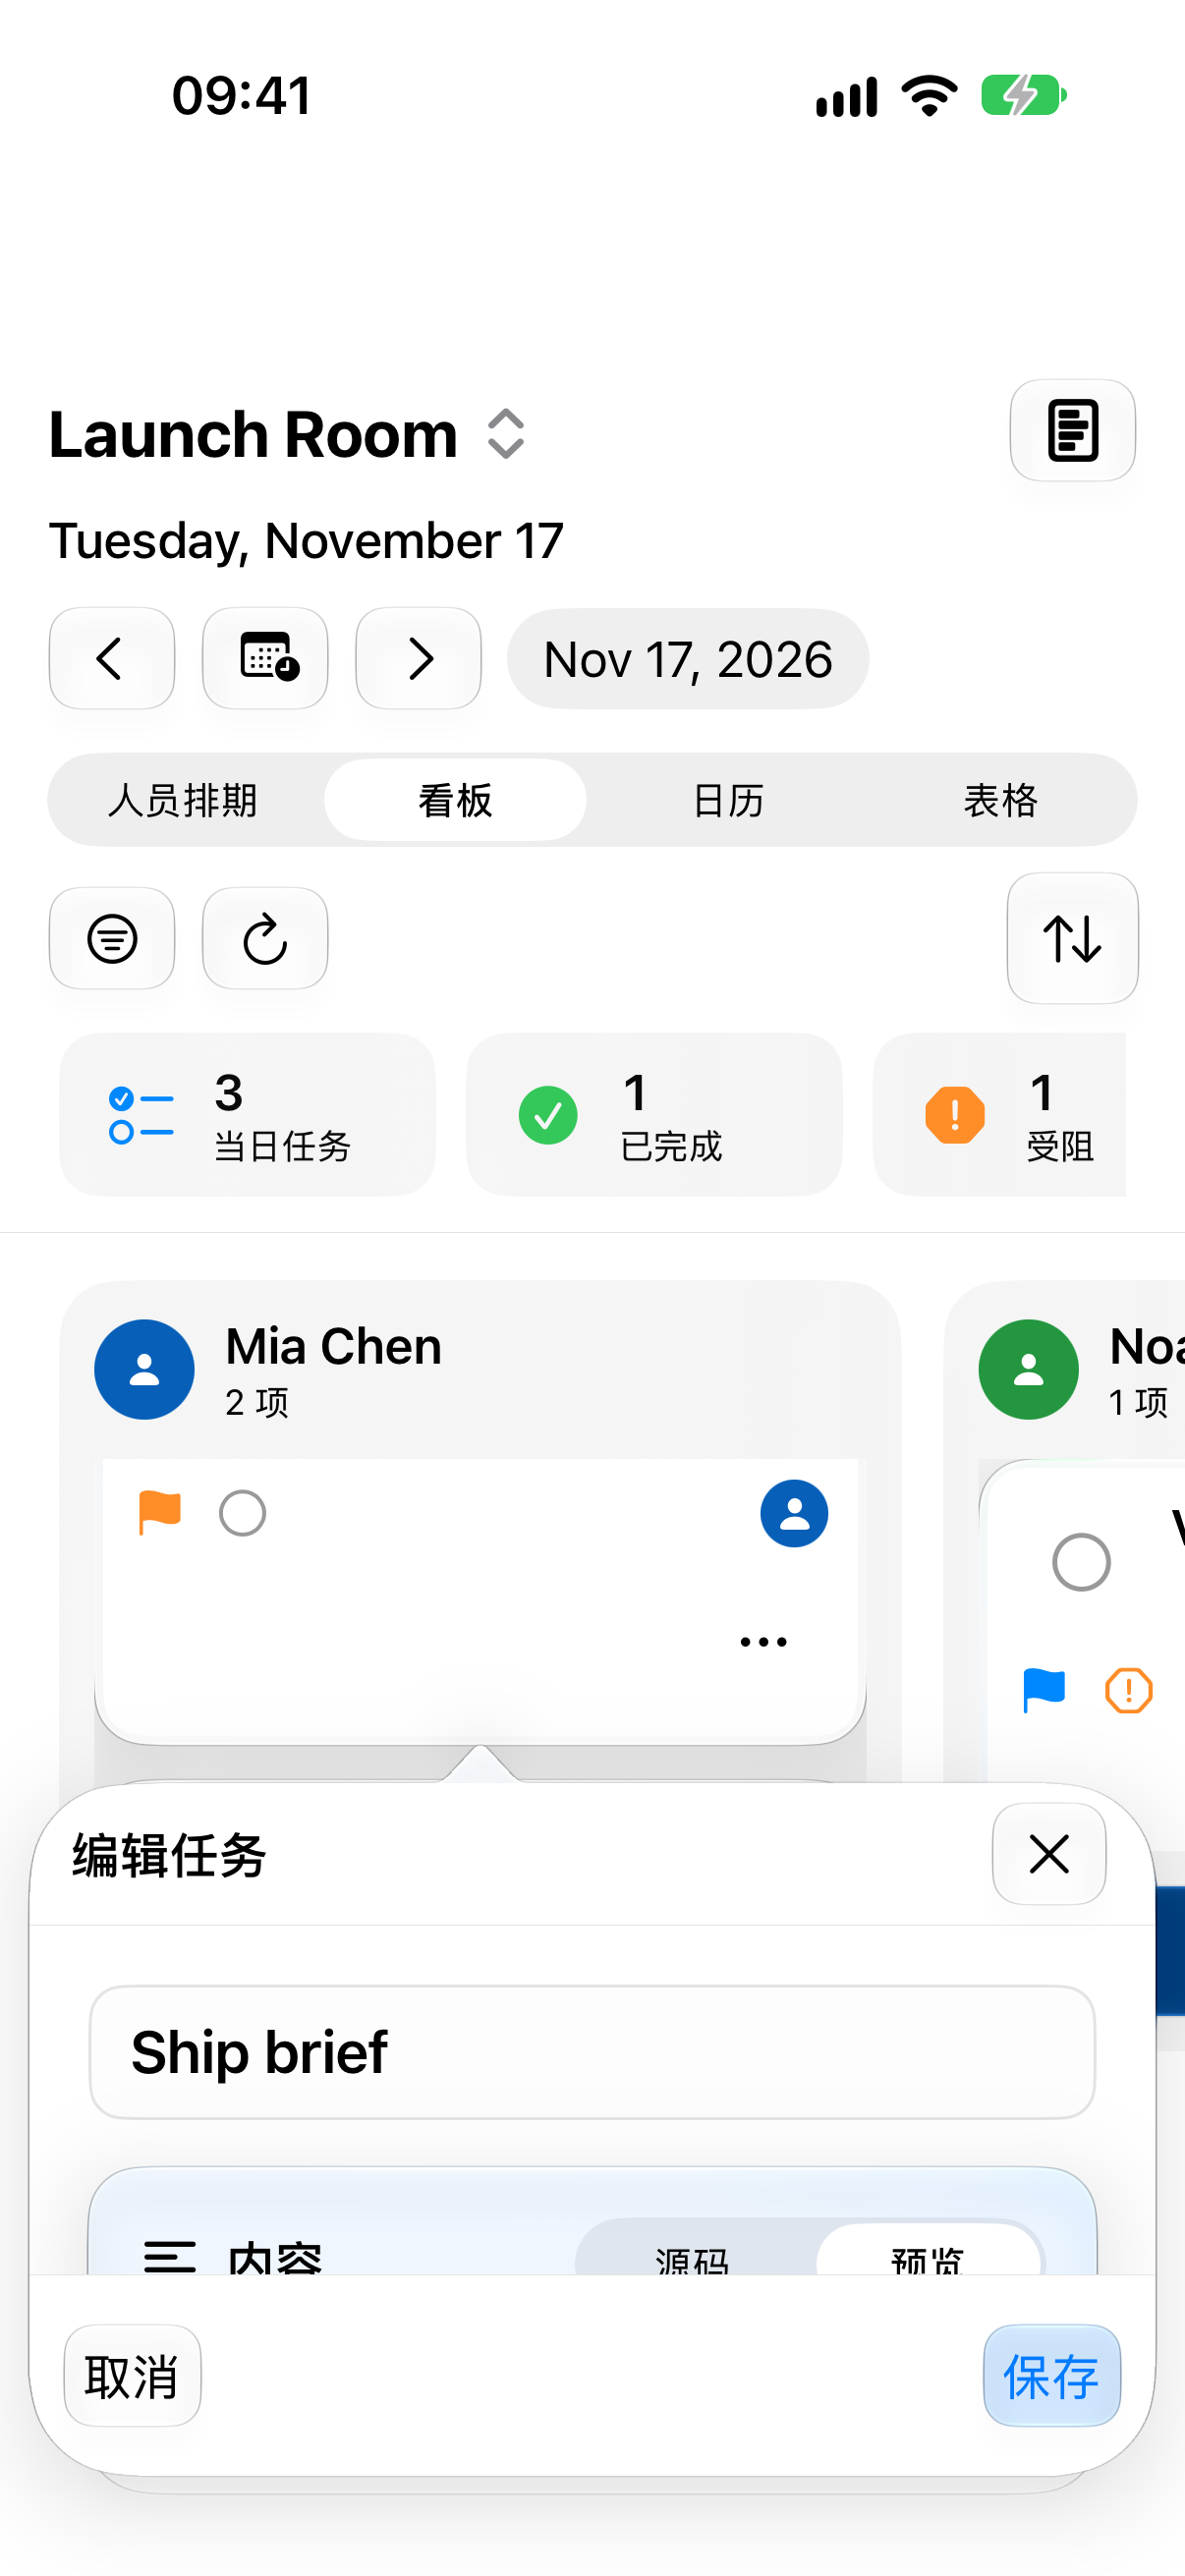 09:41
Launch Room
Tuesday, November 17
Nov 17, 2026
人员排期 看板 日历 表格
3
当日任务
1
已完成
1
受阻
Mia Chen
2 项
1 项
编辑任务
Ship brief
内容 源码 预览
取消 保存